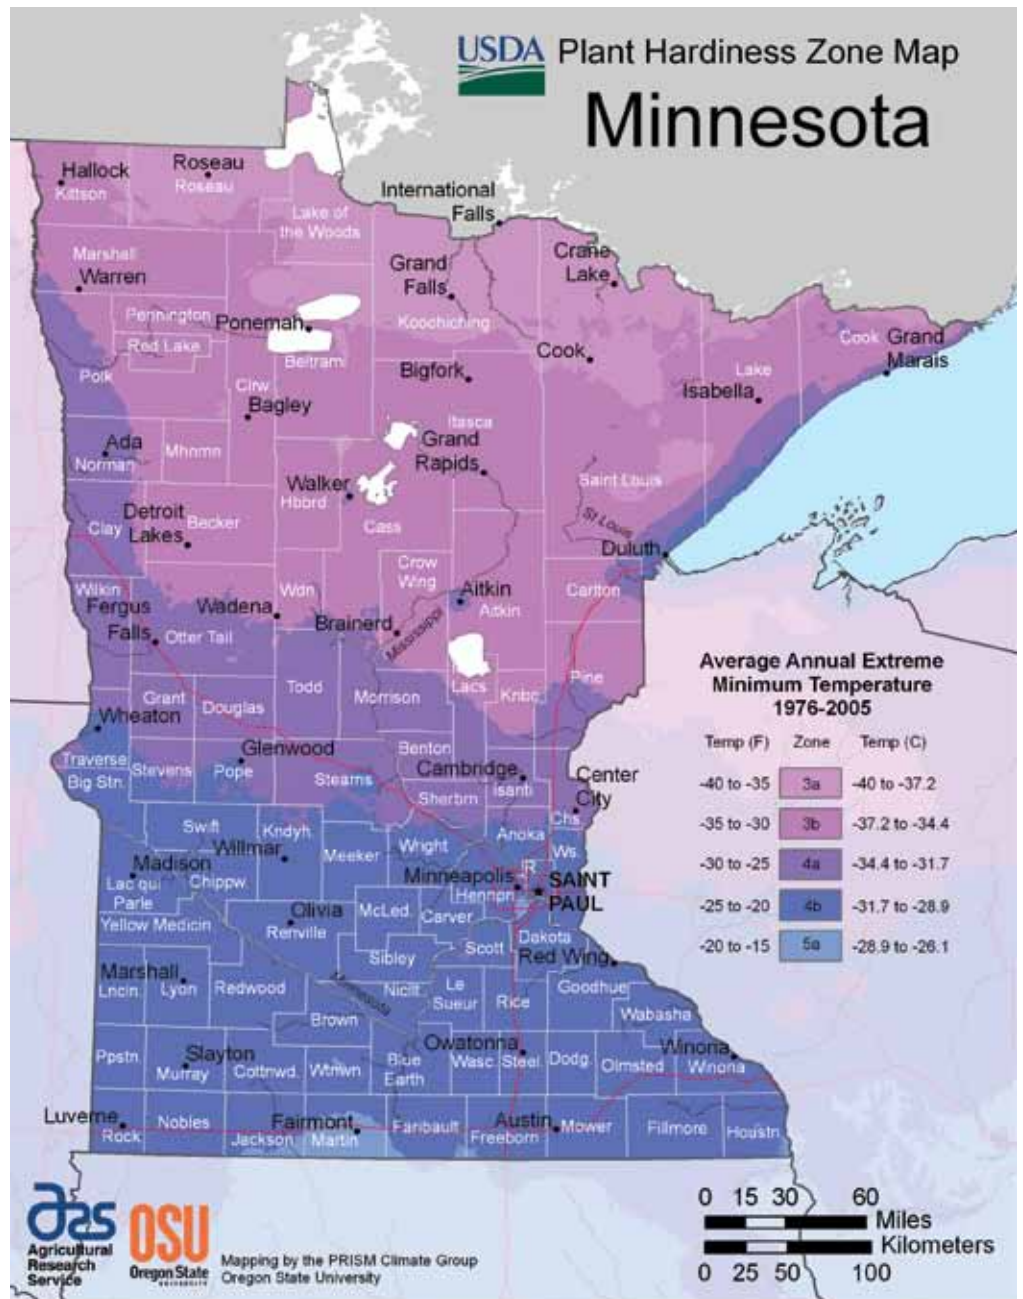 USDA Plant Hardiness Zone Map
Minnesota
Hallock
Kittson
Roseau
Roseau
International
Falls
Lake of
the Woods
Crane
Lake
Marshall
Warren
Grand
Falls
Pennington
Ponemah
Koochiching
Red Lake
Beltram
Cook
Cook
Grand
Marais
Polk
Clrw.
Bagley
Bigfork
Lake
Isabella
Itasca
Grand
Rapids
Ada
Norman
Mhnmn
Walker
Hbbrd
Saint Louis
St Louis
Detroit
Lakes
Clay
Becker
Cass
Duluth
Crow
Wing
Wilkin
Wdn
Aitkin
Aitkin
Carlton
Fergus
Falls
Wadena
Brainerd
Mississippi
Otter Tail
Todd
Morrison
Lacs
Knbc.
Pine
Grant
Douglas
Wheaton
Glenwood
Benton
Traverse
Big Stn.
Stevens
Pope
Stearns
Cambridge
Isanti
Center
City
Sherbrn
Chs.
Swift
Kndyh.
Willmar
Meeker
Wright
Anoka
Ws.
R
Madison
Lac qui
Parle
Chippw.
Minneapolis
Hennpn
SAINT
PAUL
Olivia
Renville
McLed.
Carver
Yellow Medicin
Scott
Dakota
Red Wing
Sibley
Marshall
Lncln.
Lyon
Redwood
Minnesota
Nicllt.
Le
Sueur
Rice
Goodhue
Wabasha
Brown
Owatonna
Winona
Ppstn.
Slayton
Murray
Cottnwd.
Wtnwn
Blue
Earth
Wasc.
Steel.
Dodg.
Olmsted
Winona
Luverne
Rock
Nobles
Jackson
Fairmont
Martin
Faribault
Freeborn
Austin
Mower
Fillmore
Houstn
Average Annual Extreme
Minimum Temperature
1976-2005
Temp (F) Zone Temp (C)
-40 to -35 3a -40 to -37.2
-35 to -30 3b -37.2 to -34.4
-30 to -25 4a -34.4 to -31.7
-25 to -20 4b -31.7 to -28.9
-20 to -15 5a -28.9 to -26.1
ars
Agricultural
Research
Service
OSU
Oregon State
UNIVERSITY
Mapping by the PRISM Climate Group
Oregon State University
0 15 30 60
Miles
Kilometers
0 25 50 100